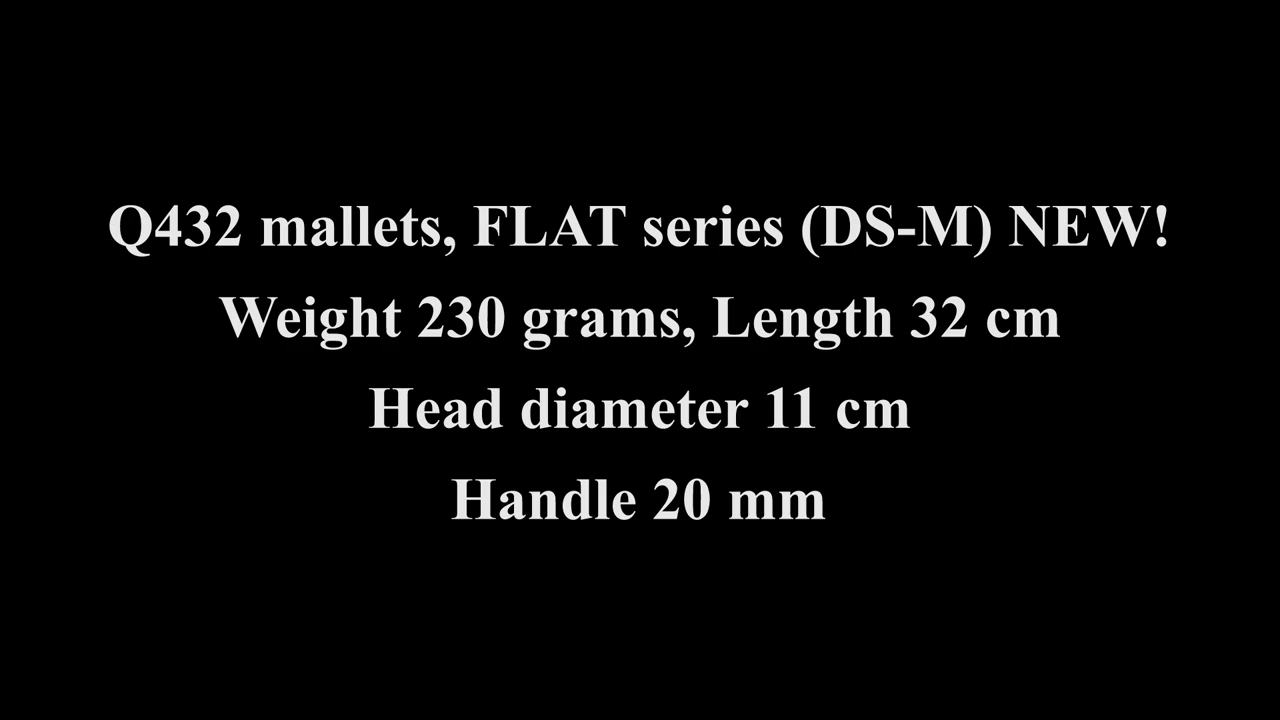 Q432 mallets, FLAT series (DS-M) NEW!
Weight 230 grams, Length 32 cm
Head diameter 11 cm
Handle 20 mm